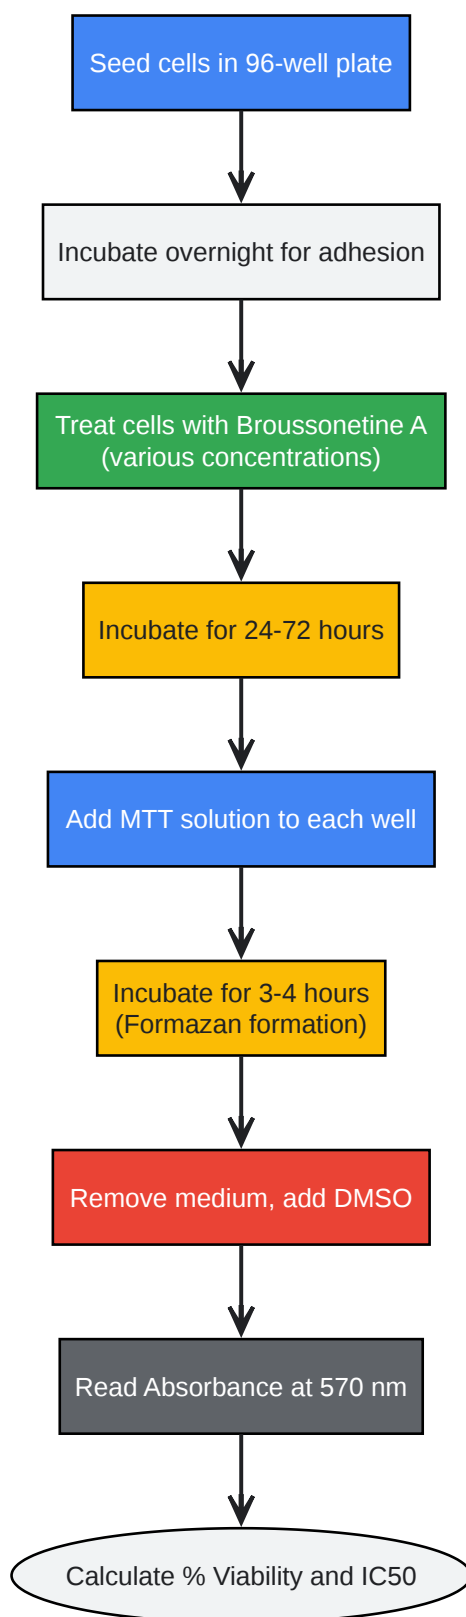 Seed cells in 96-well plate
Incubate overnight for adhesion
Treat cells with Broussonetine A
(various concentrations)
Incubate for 24-72 hours
Add MTT solution to each well
Incubate for 3-4 hours
(Formazan formation)
Remove medium, add DMSO
Read Absorbance at 570 nm
Calculate % Viability and IC50